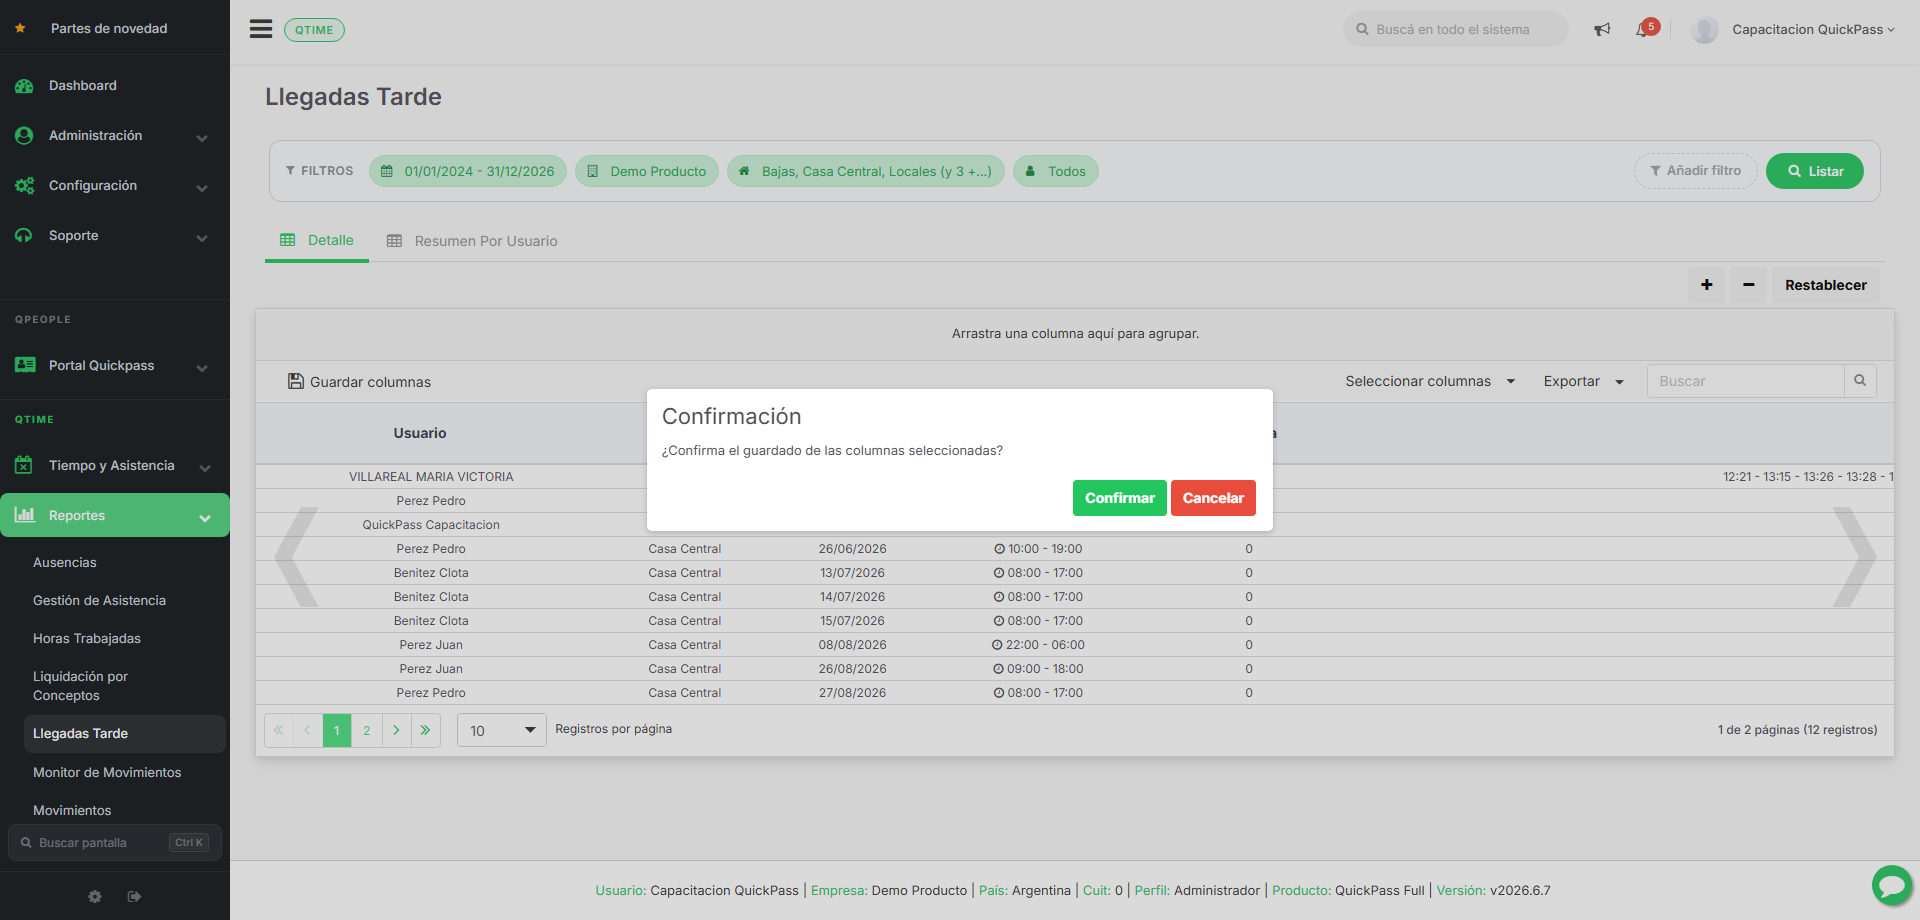 Partes de novedad
Dashboard
Administración
Configuración
Soporte
QPEOPLE
Portal Quickpass
QTIME
Tiempo y Asistencia
Reportes
Ausencias
Gestión de Asistencia
Horas Trabajadas
Liquidación por
Conceptos
Llegadas Tarde
Monitor de Movimientos
Movimientos
Buscar pantalla Ctrl K
QTIME
Buscá en todo el sistema
5
Capacitacion QuickPass
Llegadas Tarde
FILTROS 01/01/2024 - 31/12/2026 Demo Producto Bajas, Casa Central, Locales (y 3 +...) Todos Añadir filtro Listar
Detalle Resumen Por Usuario
+ − Restablecer
Arrastra una columna aquí para agrupar.
Guardar columnas Seleccionar columnas Exportar Buscar
Usuario
Confirmación
¿Confirma el guardado de las columnas seleccionadas?
Confirmar Cancelar
VILLAREAL MARIA VICTORIA 12:21 - 13:15 - 13:26 - 13:28 - 1
Perez Pedro
QuickPass Capacitacion
Perez Pedro Casa Central 26/06/2026 10:00 - 19:00 0
Benitez Clota Casa Central 13/07/2026 08:00 - 17:00 0
Benitez Clota Casa Central 14/07/2026 08:00 - 17:00 0
Benitez Clota Casa Central 15/07/2026 08:00 - 17:00 0
Perez Juan Casa Central 08/08/2026 22:00 - 06:00 0
Perez Juan Casa Central 26/08/2026 09:00 - 18:00 0
Perez Pedro Casa Central 27/08/2026 08:00 - 17:00 0
« ‹ 1 2 › » 10 Registros por página 1 de 2 páginas (12 registros)
Usuario: Capacitacion QuickPass | Empresa: Demo Producto | País: Argentina | Cuit: 0 | Perfil: Administrador | Producto: QuickPass Full | Versión: v2026.6.7